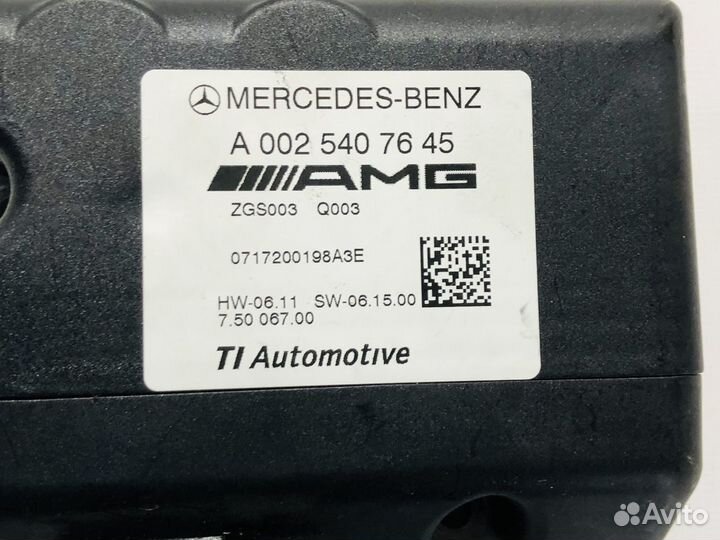 MERCEDES-BENZ
A 002 540 76 45
AMG
ZGS003 Q003
0717200198A3E
HW-06.11 SW-06.15.00
7.50 067.00
TI Automotive
Avito